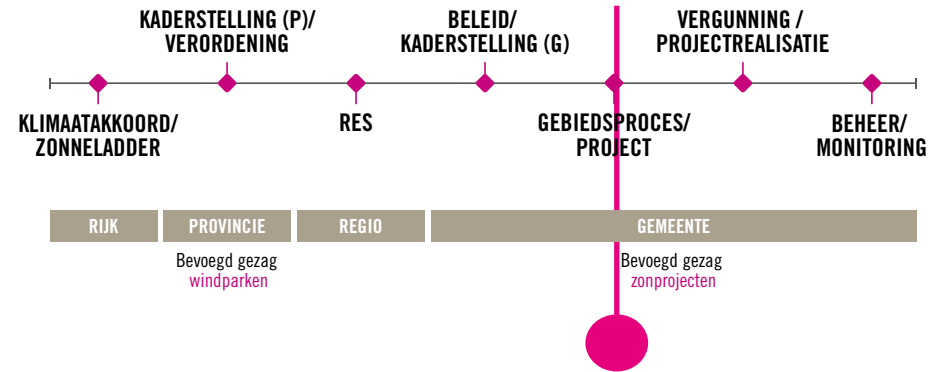 KADERSTELLING (P)/
VERORDENING
BELEID/
KADERSTELLING (G)
VERGUNNING /
PROJECTREALISATIE
KLIMAATAKKOORD/
ZONNELADDER
RES
GEBIEDSPROCES/
PROJECT
BEHEER/
MONITORING
RIJK
PROVINCIE
REGIO
GEMEENTE
Bevoegd gezag
windparken
Bevoegd gezag
zonprojecten